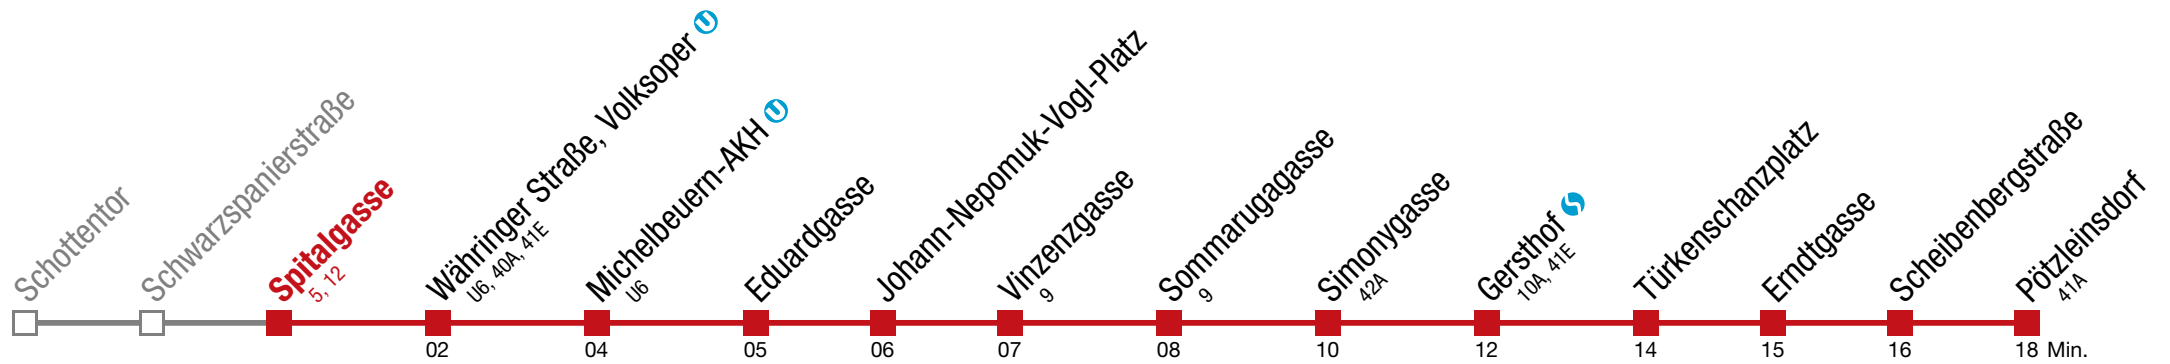 Schottentor
Schwarzspanierstraße
Spitalgasse
5, 12
Währinger Straße, Volksoper U
U6, 40A, 41E
02
Michelbeuern-AKH U
U6
04
Eduardgasse
05
Johann-Nepomuk-Vogl-Platz
06
Vinzenzgasse
9
07
Sommarugagasse
9
08
Simonygasse
42A
10
Gersthof S
10A, 41E
12
Türkenschanzplatz
14
Erndtgasse
15
Scheibenbergstraße
16
Pötzleinsdorf
41A
18 Min.